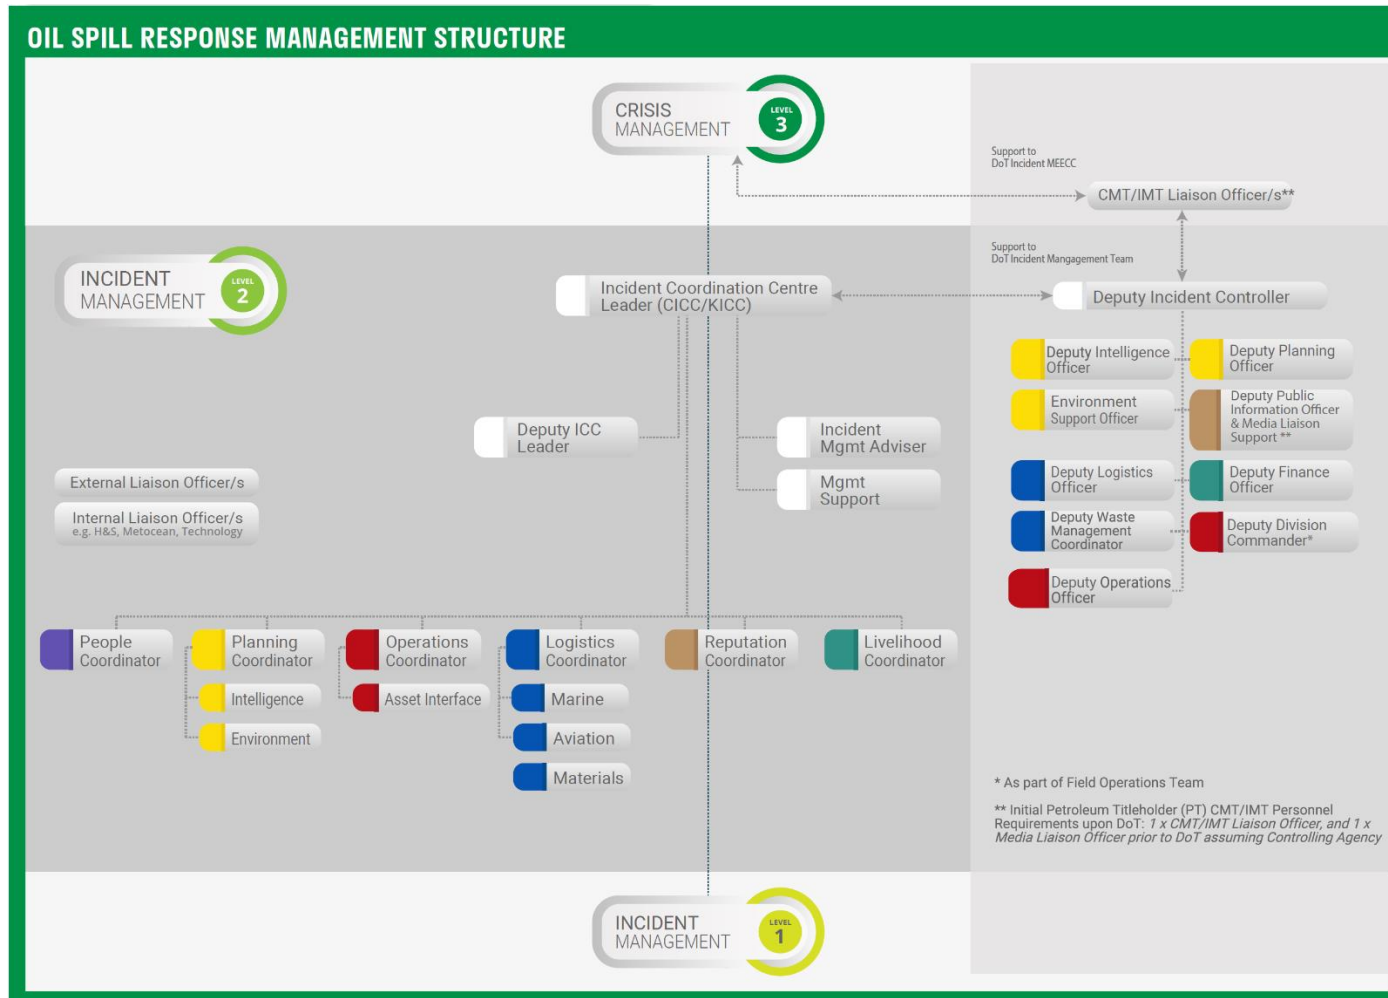 OIL SPILL RESPONSE MANAGEMENT STRUCTURE
CRISIS
MANAGEMENT
LEVEL
3
Support to
DoT Incident MEECC
CMT/IMT Liaison Officer/s**
INCIDENT
MANAGEMENT
LEVEL
2
Incident Coordination Centre
Leader (CICC/KICC)
Support to
DoT Incident Mangagement Team
Deputy Incident Controller
Deputy Intelligence
Officer
Deputy Planning
Officer
Environment
Support Officer
Deputy Public
Information Officer
& Media Liaison
Support **
Deputy ICC
Leader
Incident
Mgmt Adviser
Mgmt
Support
External Liaison Officer/s
Internal Liaison Officer/s
e.g. H&S, Metocean, Technology
Deputy Logistics
Officer
Deputy Finance
Officer
Deputy Waste
Management
Coordinator
Deputy Division
Commander*
Deputy Operations
Officer
People
Coordinator
Planning
Coordinator
Operations
Coordinator
Logistics
Coordinator
Reputation
Coordinator
Livelihood
Coordinator
Intelligence
Asset Interface
Marine
Environment
Aviation
Materials
* As part of Field Operations Team
** Initial Petroleum Titleholder (PT) CMT/IMT Personnel
Requirements upon DoT: 1 x CMT/IMT Liaison Officer, and 1 x
Media Liaison Officer prior to DoT assuming Controlling Agency
INCIDENT
MANAGEMENT
LEVEL
1